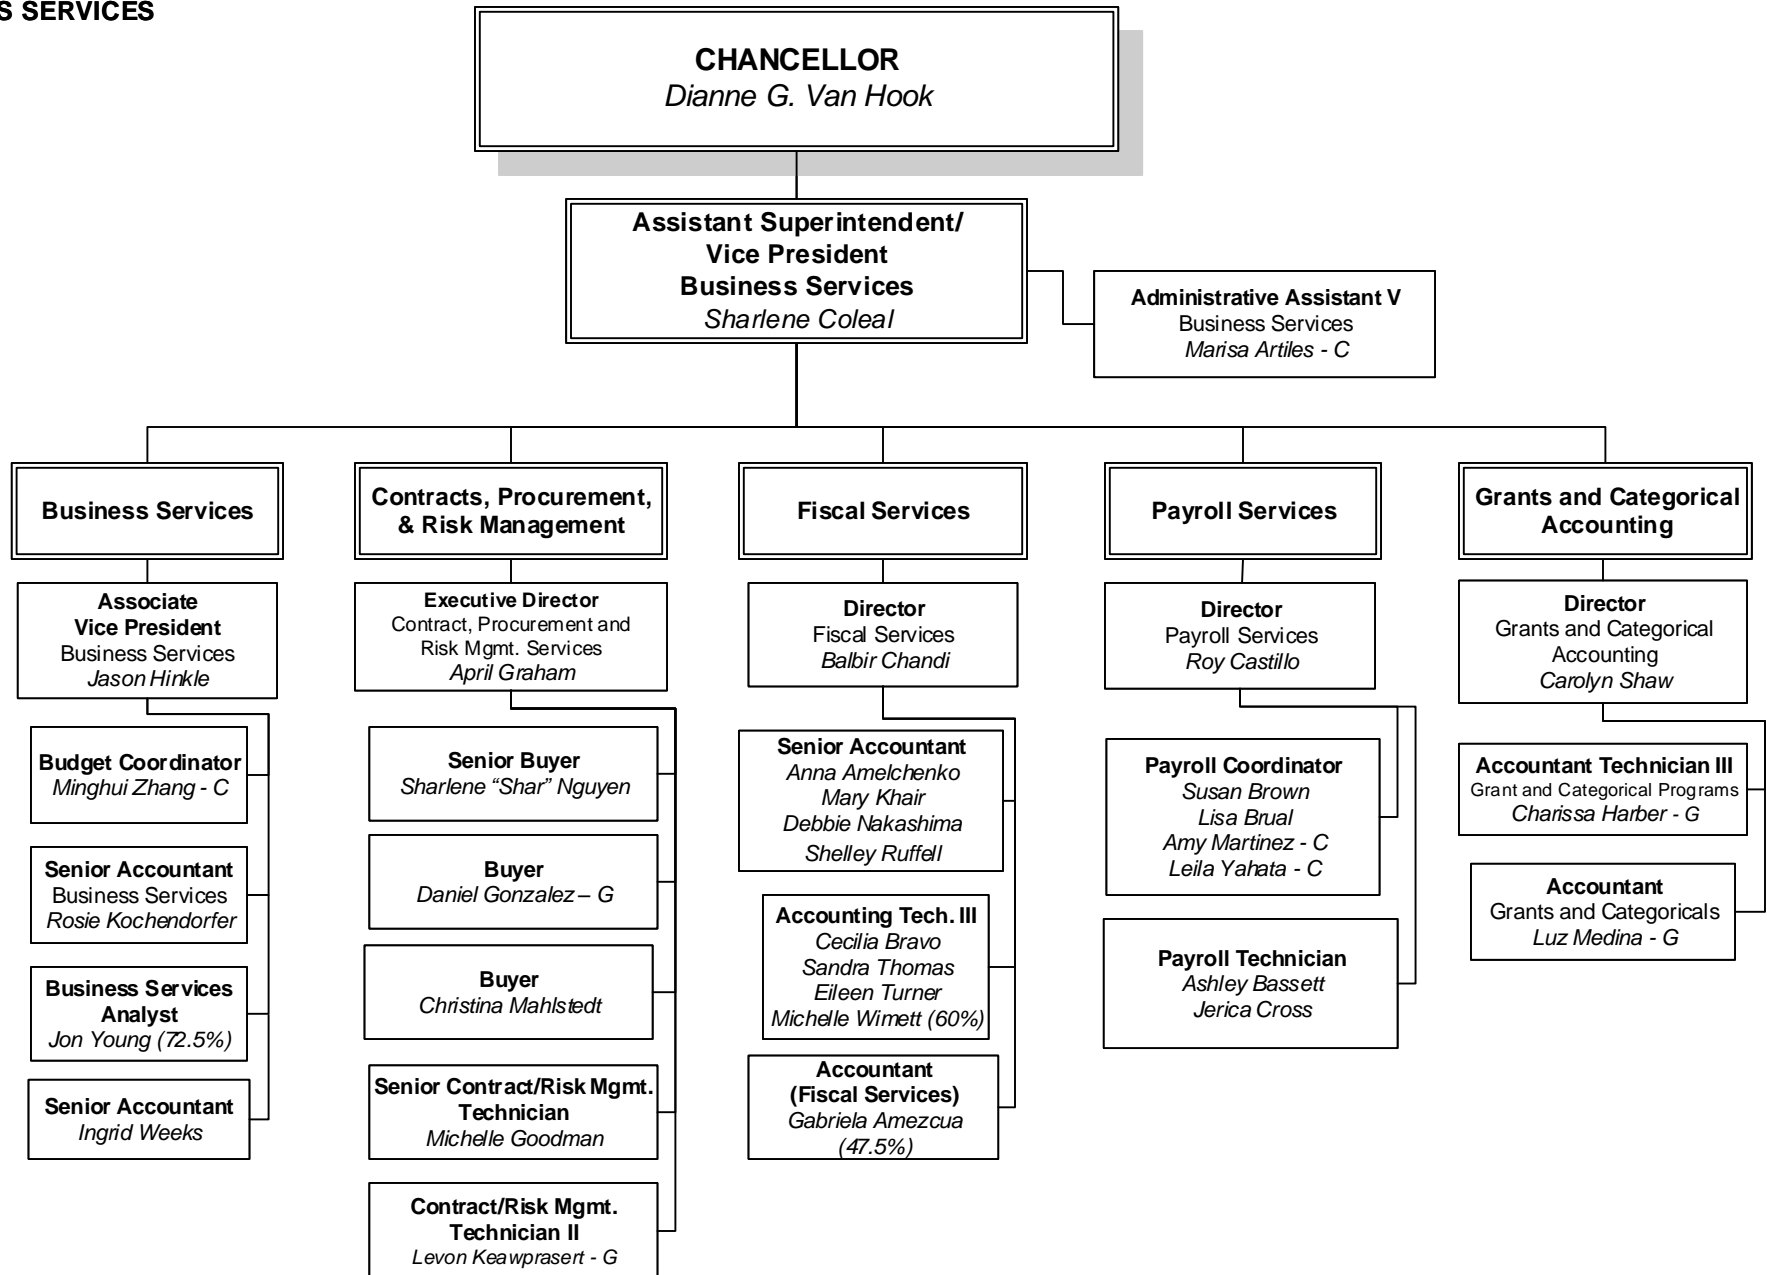 S SERVICES
CHANCELLOR
Dianne G. Van Hook
Assistant Superintendent/
Vice President
Business Services
Sharlene Coleal
Administrative Assistant V
Business Services
Marisa Artiles - C
Business Services
Associate
Vice President
Business Services
Jason Hinkle
Budget Coordinator
Minghui Zhang - C
Senior Accountant
Business Services
Rosie Kochendorfer
Business Services
Analyst
Jon Young (72.5%)
Senior Accountant
Ingrid Weeks
Contracts, Procurement,
& Risk Management
Executive Director
Contract, Procurement and
Risk Mgmt. Services
April Graham
Senior Buyer
Sharlene “Shar” Nguyen
Buyer
Daniel Gonzalez – G
Buyer
Christina Mahlstedt
Senior Contract/Risk Mgmt.
Technician
Michelle Goodman
Contract/Risk Mgmt.
Technician II
Levon Keawprasert - G
Fiscal Services
Director
Fiscal Services
Balbir Chandi
Senior Accountant
Anna Amelchenko
Mary Khair
Debbie Nakashima
Shelley Ruffell
Accounting Tech. III
Cecilia Bravo
Sandra Thomas
Eileen Turner
Michelle Wimett (60%)
Accountant
(Fiscal Services)
Gabriela Amezcua
(47.5%)
Payroll Services
Director
Payroll Services
Roy Castillo
Payroll Coordinator
Susan Brown
Lisa Brual
Amy Martinez - C
Leila Yahata - C
Payroll Technician
Ashley Bassett
Jerica Cross
Grants and Categorical
Accounting
Director
Grants and Categorical
Accounting
Carolyn Shaw
Accountant Technician III
Grant and Categorical Programs
Charissa Harber - G
Accountant
Grants and Categoricals
Luz Medina - G